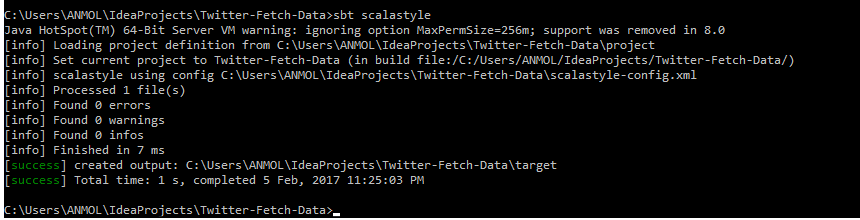 C:\Users\ANMOL\IdeaProjects\Twitter-Fetch-Data>sbt scalastyle
Java HotSpot(TM) 64-Bit Server VM warning: ignoring option MaxPermSize=256m; support was removed in 8.0
[info] Loading project definition from C:\Users\ANMOL\IdeaProjects\Twitter-Fetch-Data\project
[info] Set current project to Twitter-Fetch-Data (in build file:/C:/Users/ANMOL/IdeaProjects/Twitter-Fetch-Data/)
[info] scalastyle using config C:\Users\ANMOL\IdeaProjects\Twitter-Fetch-Data\scalastyle-config.xml
[info] Processed 1 file(s)
[info] Found 0 errors
[info] Found 0 warnings
[info] Found 0 infos
[info] Finished in 7 ms
[success] created output: C:\Users\ANMOL\IdeaProjects\Twitter-Fetch-Data\target
[success] Total time: 1 s, completed 5 Feb, 2017 11:25:03 PM
C:\Users\ANMOL\IdeaProjects\Twitter-Fetch-Data>